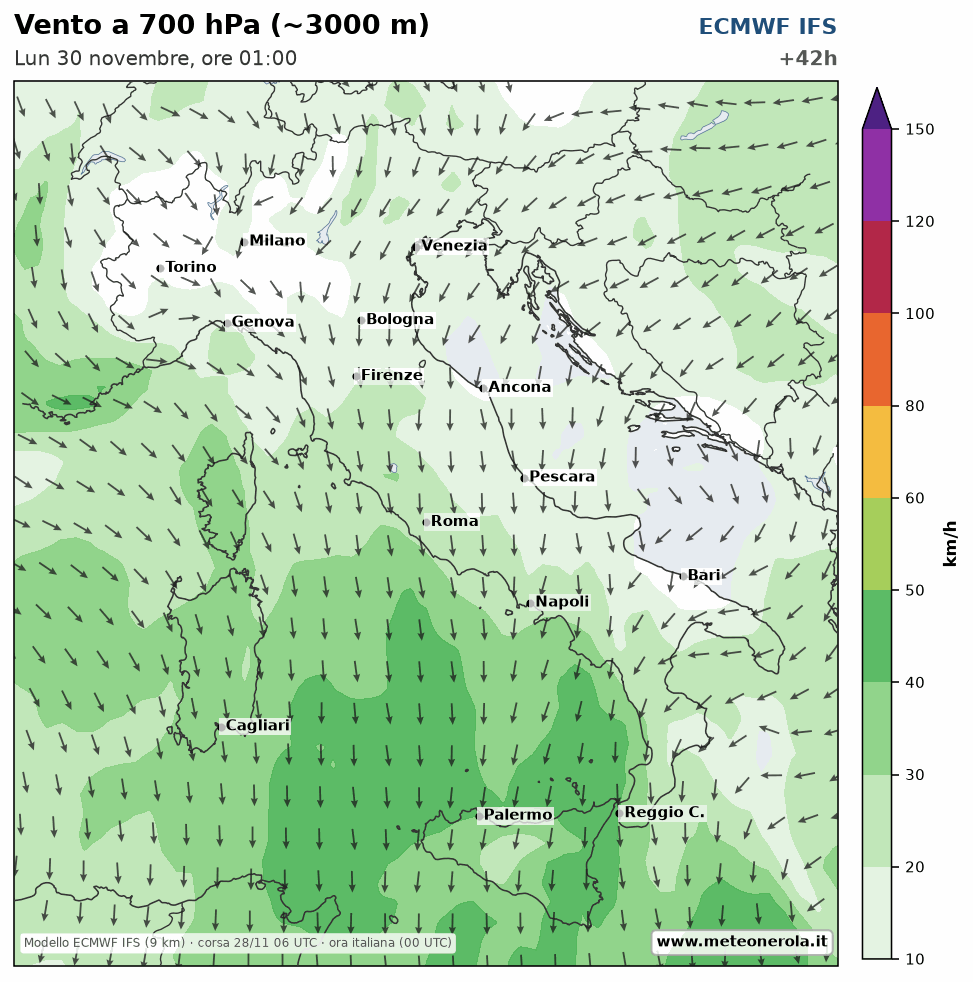 Vento a 700 hPa (~3000 m)
ECMWF IFS
Lun 30 novembre, ore 01:00
+42h
Milano
Venezia
Torino
Genova
Bologna
Firenze
Ancona
Pescara
Roma
Bari
Napoli
Cagliari
Palermo
Reggio C.
150
120
100
80
60
50
40
30
20
10
km/h
Modello ECMWF IFS (9 km) · corsa 28/11 06 UTC · ora italiana (00 UTC)
www.meteonerola.it